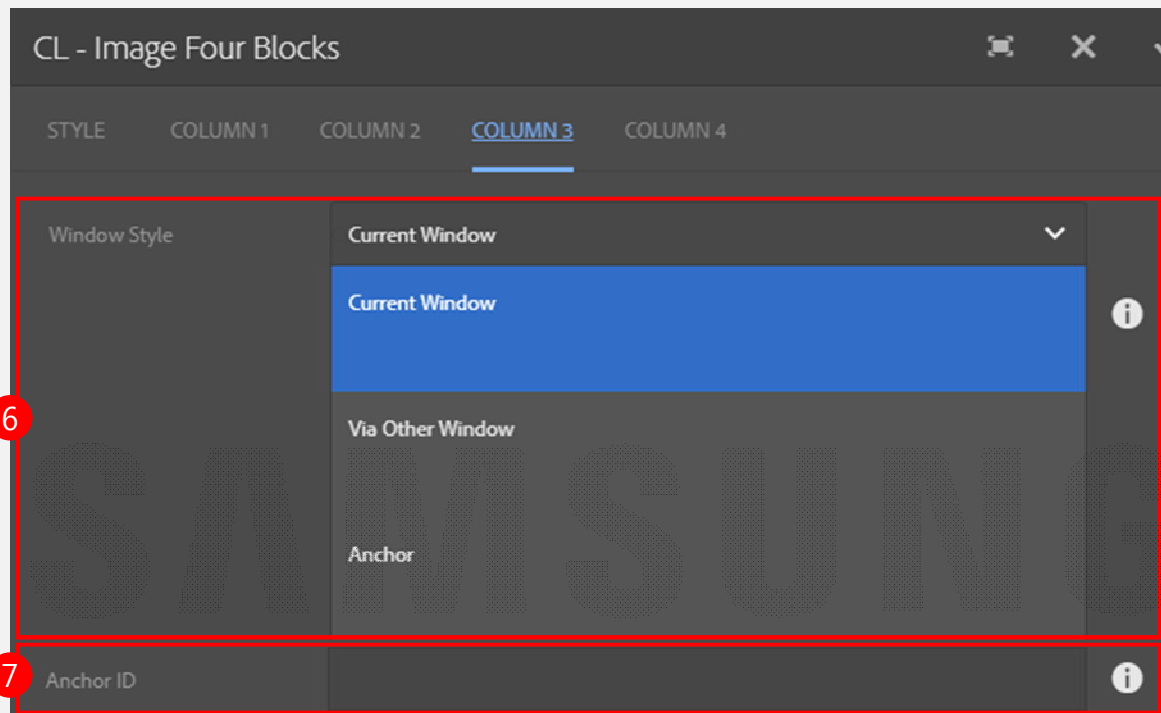 CL - Image Four Blocks
STYLE COLUMN 1 COLUMN 2 COLUMN 3 COLUMN 4
Window Style Current Window
Current Window
6
Via Other Window
SAMSUNG
Anchor
7 Anchor ID